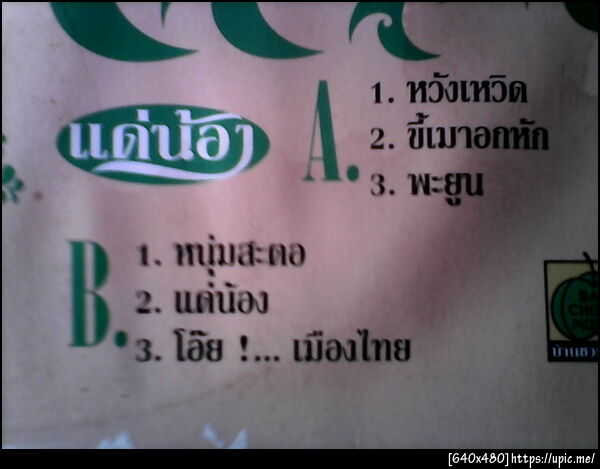 แด่น้อง
A.
1. หวังเหวิด
2. ขี้เมาอกหัก
3. พะยูน
B.
1. หนุ่มสะตอ
2. แด่น้อง
3. โอ๊ย !... เมืองไทย
[640x480]https://upic.me/